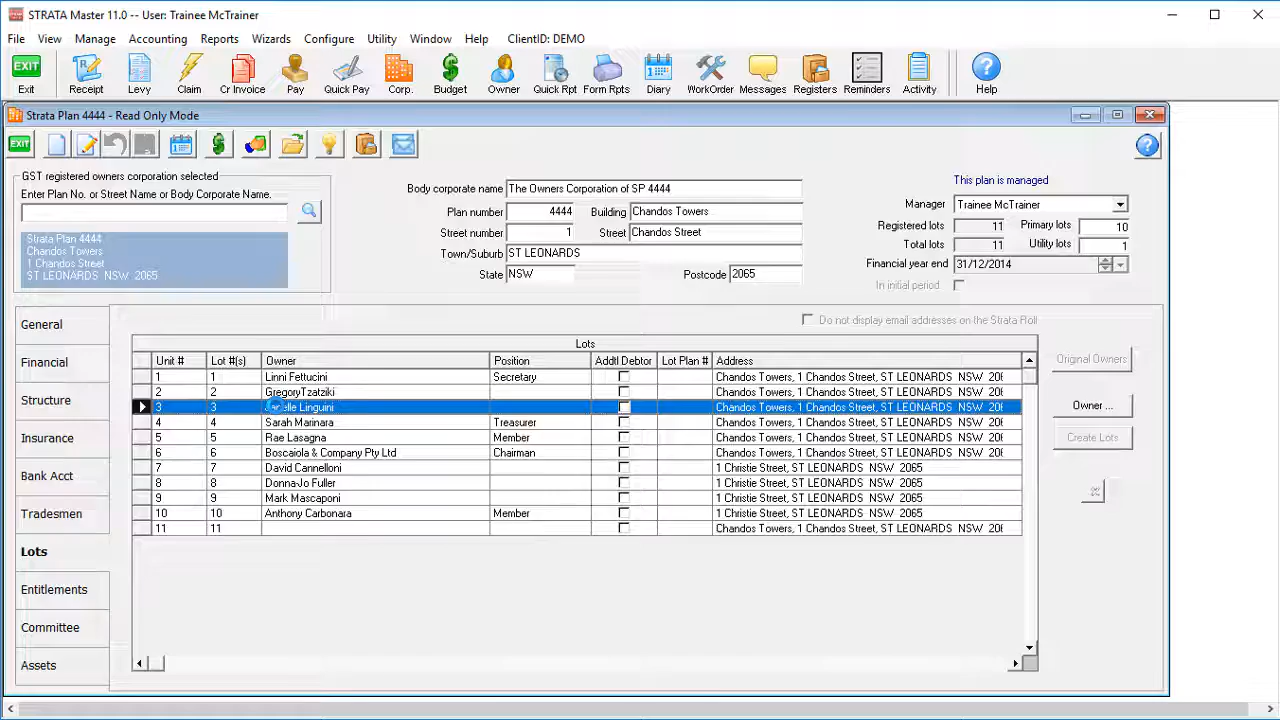 STRATA Master 11.0 -- User: Trainee McTrainer
File View Manage Accounting Reports Wizards Configure Utility Window Help ClientID: DEMO
EXIT
Exit Receipt Levy Claim Cr Invoice Pay Quick Pay Corp. Budget Owner Quick Rpt Form Rpts Diary WorkOrder Messages Registers Reminders Activity Help
Strata Plan 4444 - Read Only Mode
EXIT
GST registered owners corporation selected
Enter Plan No. or Street Name or Body Corporate Name.
Strata Plan 4444
Chandos Towers
1 Chandos Street
ST LEONARDS NSW 2065
Body corporate name The Owners Corporation of SP 4444
Plan number 4444 Building Chandos Towers
Street number 1 Street Chandos Street
Town/Suburb ST LEONARDS
State NSW Postcode 2065
This plan is managed
Manager Trainee McTrainer
Registered lots 11 Primary lots 10
Total lots 11 Utility lots 1
Financial year end 31/12/2014
In initial period
General
Financial
Structure
Insurance
Bank Acct
Tradesmen
Lots
Entitlements
Committee
Assets
Do not display email addresses on the Strata Roll
Lots
Unit # Lot #(s) Owner Position Addtl Debtor Lot Plan # Address
1 1 Linni Fettucini Secretary Chandos Towers, 1 Chandos Street, ST LEONARDS NSW 206
2 2 GregoryTzatziki Chandos Towers, 1 Chandos Street, ST LEONARDS NSW 206
3 3 Linguini Chandos Towers, 1 Chandos Street, ST LEONARDS NSW 206
4 4 Sarah Marinara Treasurer Chandos Towers, 1 Chandos Street, ST LEONARDS NSW 206
5 5 Rae Lasagna Member Chandos Towers, 1 Chandos Street, ST LEONARDS NSW 206
6 6 Boscaiola & Company Pty Ltd Chairman Chandos Towers, 1 Chandos Street, ST LEONARDS NSW 206
7 7 David Cannelloni 1 Christie Street, ST LEONARDS NSW 2065
8 8 Donna-Jo Fuller 1 Christie Street, ST LEONARDS NSW 2065
9 9 Mark Mascaponi 1 Christie Street, ST LEONARDS NSW 2065
10 10 Anthony Carbonara Member 1 Christie Street, ST LEONARDS NSW 2065
11 11 Chandos Towers, 1 Chandos Street, ST LEONARDS NSW 206
Original Owners
Owner ...
Create Lots